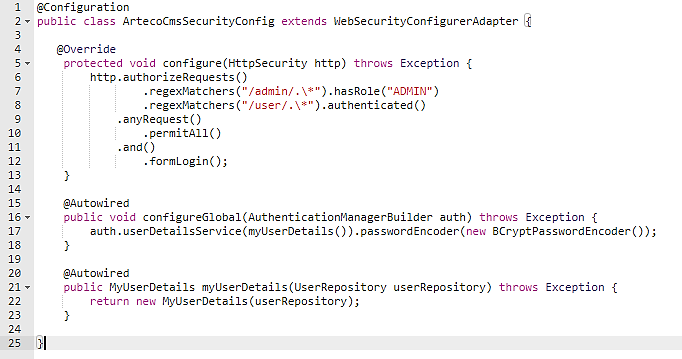 1 @Configuration
2 public class ArtecoCmsSecurityConfig extends WebSecurityConfigurerAdapter {
3
4 @Override
5 protected void configure(HttpSecurity http) throws Exception {
6 http.authorizeRequests()
7 .regexMatchers("/admin/.\*").hasRole("ADMIN")
8 .regexMatchers("/user/.\*").authenticated()
9 .anyRequest()
10 .permitAll()
11 .and()
12 .formLogin();
13 }
14
15 @Autowired
16 public void configureGlobal(AuthenticationManagerBuilder auth) throws Exception {
17 auth.userDetailsService(myUserDetails()).passwordEncoder(new BCryptPasswordEncoder());
18 }
19
20 @Autowired
21 public MyUserDetails myUserDetails(UserRepository userRepository) throws Exception {
22 return new MyUserDetails(userRepository);
23 }
24
25 }